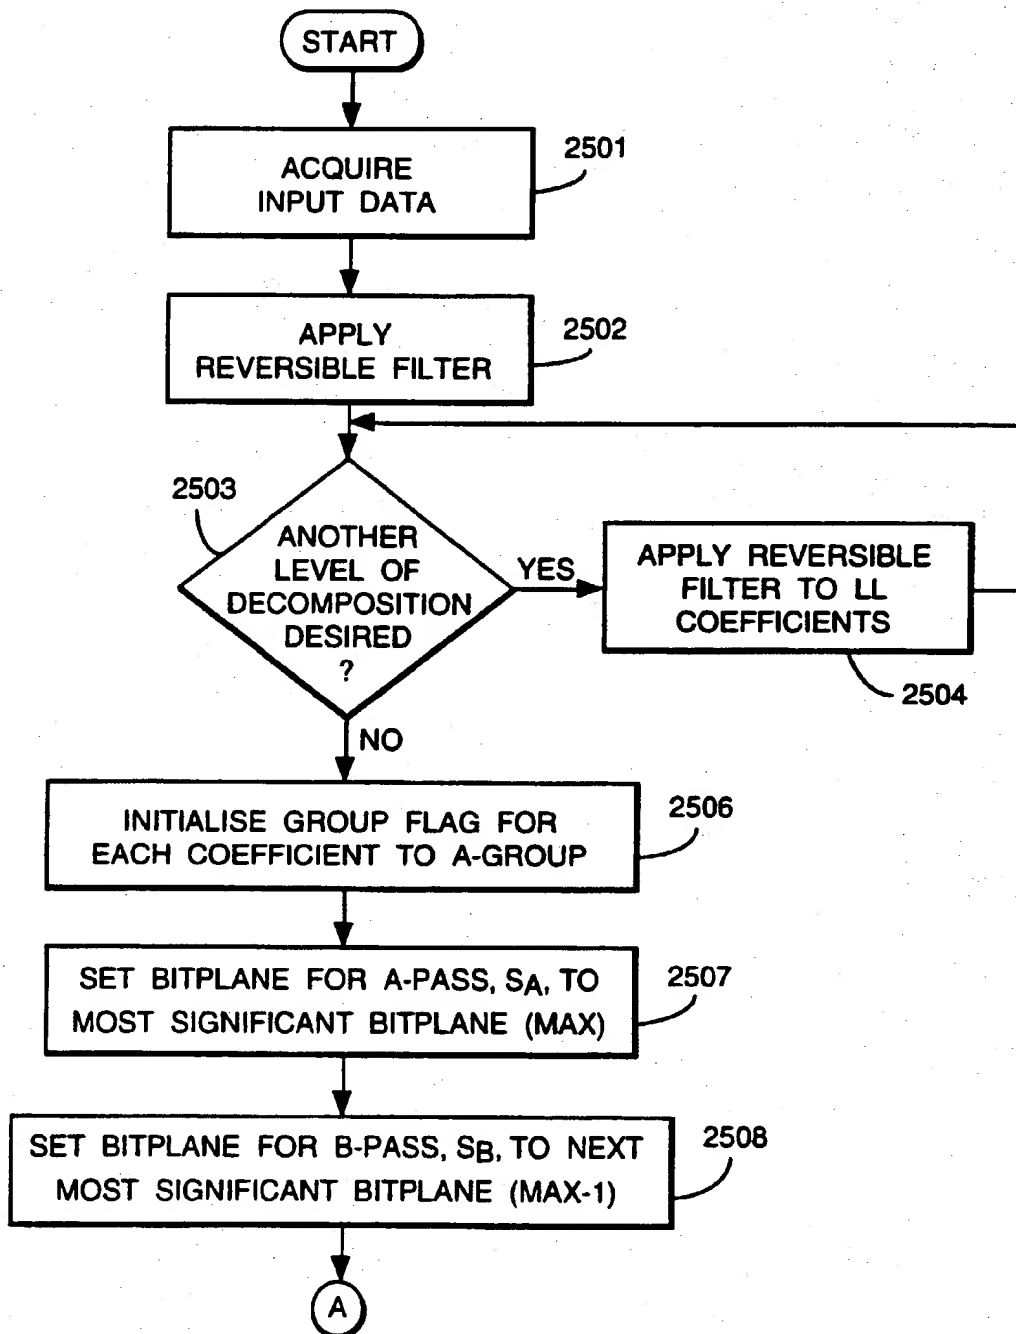 START
ACQUIRE
INPUT DATA
2501
APPLY
REVERSIBLE FILTER
2502
2503
ANOTHER
LEVEL OF
DECOMPOSITION
DESIRED
?
YES
APPLY REVERSIBLE
FILTER TO LL
COEFFICIENTS
2504
NO
INITIALISE GROUP FLAG FOR
EACH COEFFICIENT TO A-GROUP
2506
SET BITPLANE FOR A-PASS, SA, TO
MOST SIGNIFICANT BITPLANE (MAX)
2507
SET BITPLANE FOR B-PASS, SB, TO NEXT
MOST SIGNIFICANT BITPLANE (MAX-1)
2508
A